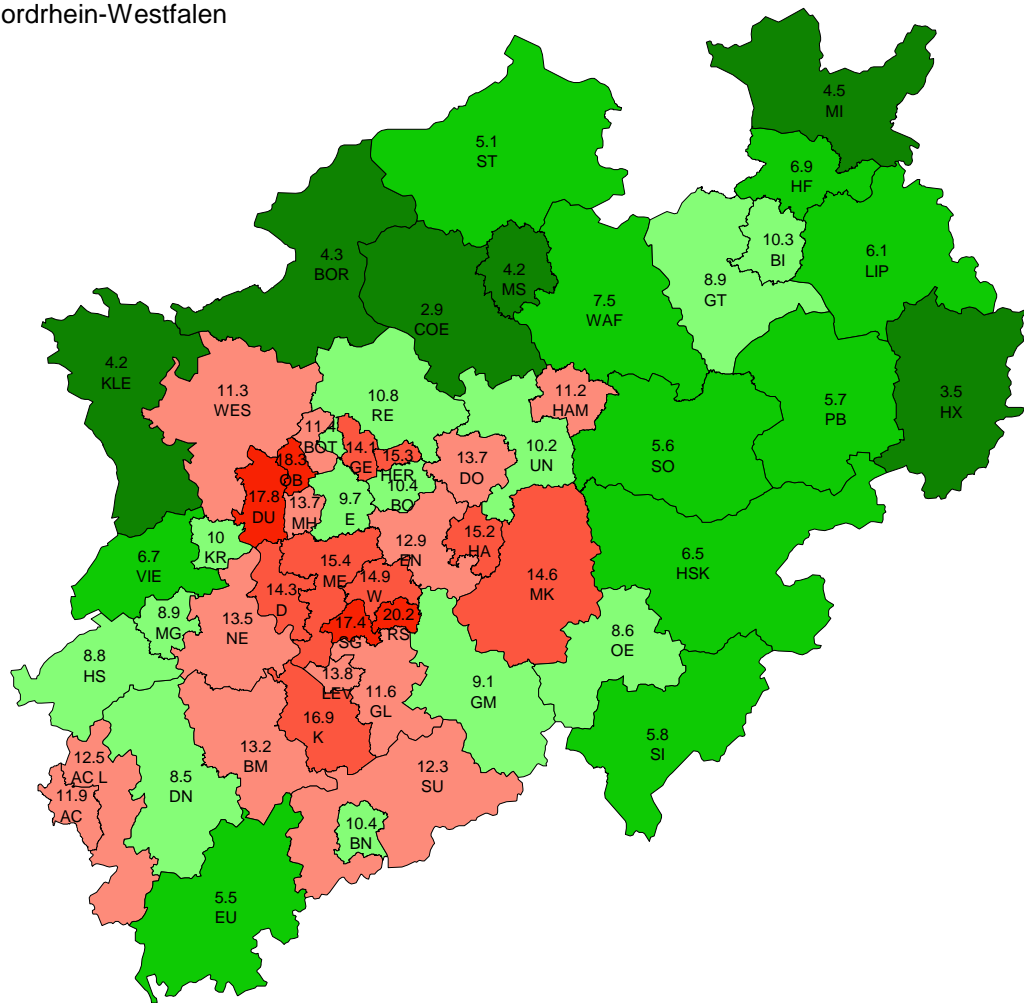 ordrhein-Westfalen
4.5
MI
5.1
ST
6.9
HF
10.3
BI
6.1
LIP
4.3
BOR
4.2
MS
8.9
GT
2.9
COE
7.5
WAF
4.2
KLE
11.3
WES
10.8
RE
11.2
HAM
5.7
PB
3.5
HX
11.4
BOT
14.1
GE
15.3
HER
13.7
DO
10.2
UN
5.6
SO
18.3
OB
17.8
DU
13.7
MH
9.7
E
10.4
BO
10
KR
6.7
VIE
12.9
EN
15.2
HA
14.6
MK
6.5
HSK
15.4
ME
14.9
W
14.3
D
8.9
MG
13.5
NE
17.4
SG
20.2
RS
8.6
OE
8.8
HS
13.8
LEV
11.6
GL
9.1
GM
16.9
K
13.2
BM
12.3
SU
5.8
SI
12.5
AC L
11.9
AC
8.5
DN
10.4
BN
5.5
EU